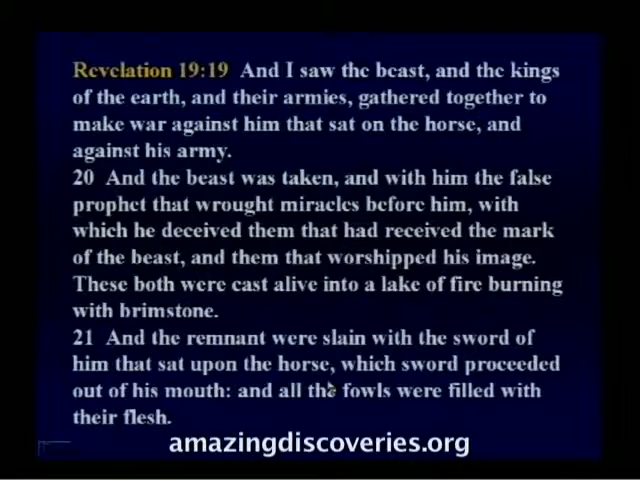 Revelation 19:19 And I saw the beast, and the kings
of the earth, and their armies, gathered together to
make war against him that sat on the horse, and
against his army.
20 And the beast was taken, and with him the false
prophet that wrought miracles before him, with
which he deceived them that had received the mark
of the beast, and them that worshipped his image.
These both were cast alive into a lake of fire burning
with brimstone.
21 And the remnant were slain with the sword of
him that sat upon the horse, which sword proceeded
out of his mouth: and all the fowls were filled with
their flesh.
amazingdiscoveries.org